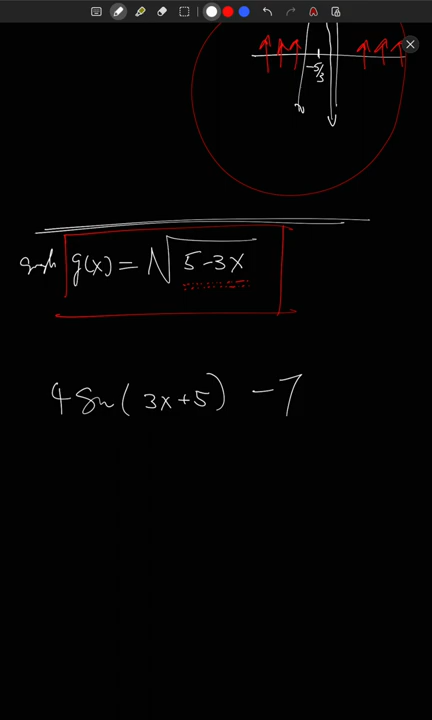 -5/3
graph g(x) = √5-3x
4 Sin( 3x+5) -7